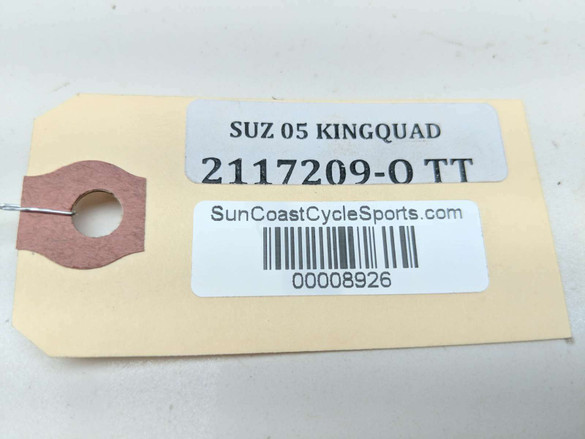 SUZ 05 KINGQUAD
2117209-O TT
SunCoastCycleSports.com
00008926